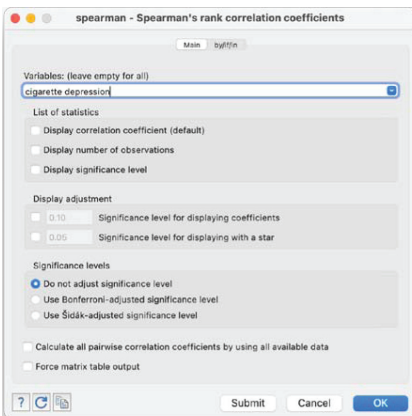 spearman - Spearman's rank correlation coefficients
Main by/if/in
Variables: (leave empty for all)
cigarette depression
List of statistics
Display correlation coefficient (default)
Display number of observations
Display significance level
Display adjustment
0.10 Significance level for displaying coefficients
0.05 Significance level for displaying with a star
Significance levels
Do not adjust significance level
Use Bonferroni-adjusted significance level
Use Šidák-adjusted significance level
Calculate all pairwise correlation coefficients by using all available data
Force matrix table output
? Submit Cancel OK